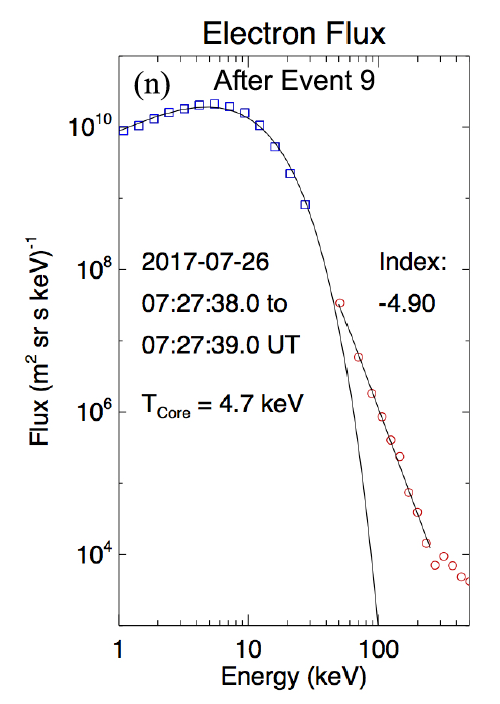 Electron Flux
(n) After Event 9
10¹⁰
10⁸
10⁶
10⁴
Flux (m² sr s keV)⁻¹
2017-07-26
07:27:38.0 to
07:27:39.0 UT
T_Core = 4.7 keV
Index:
-4.90
1 10 100
Energy (keV)